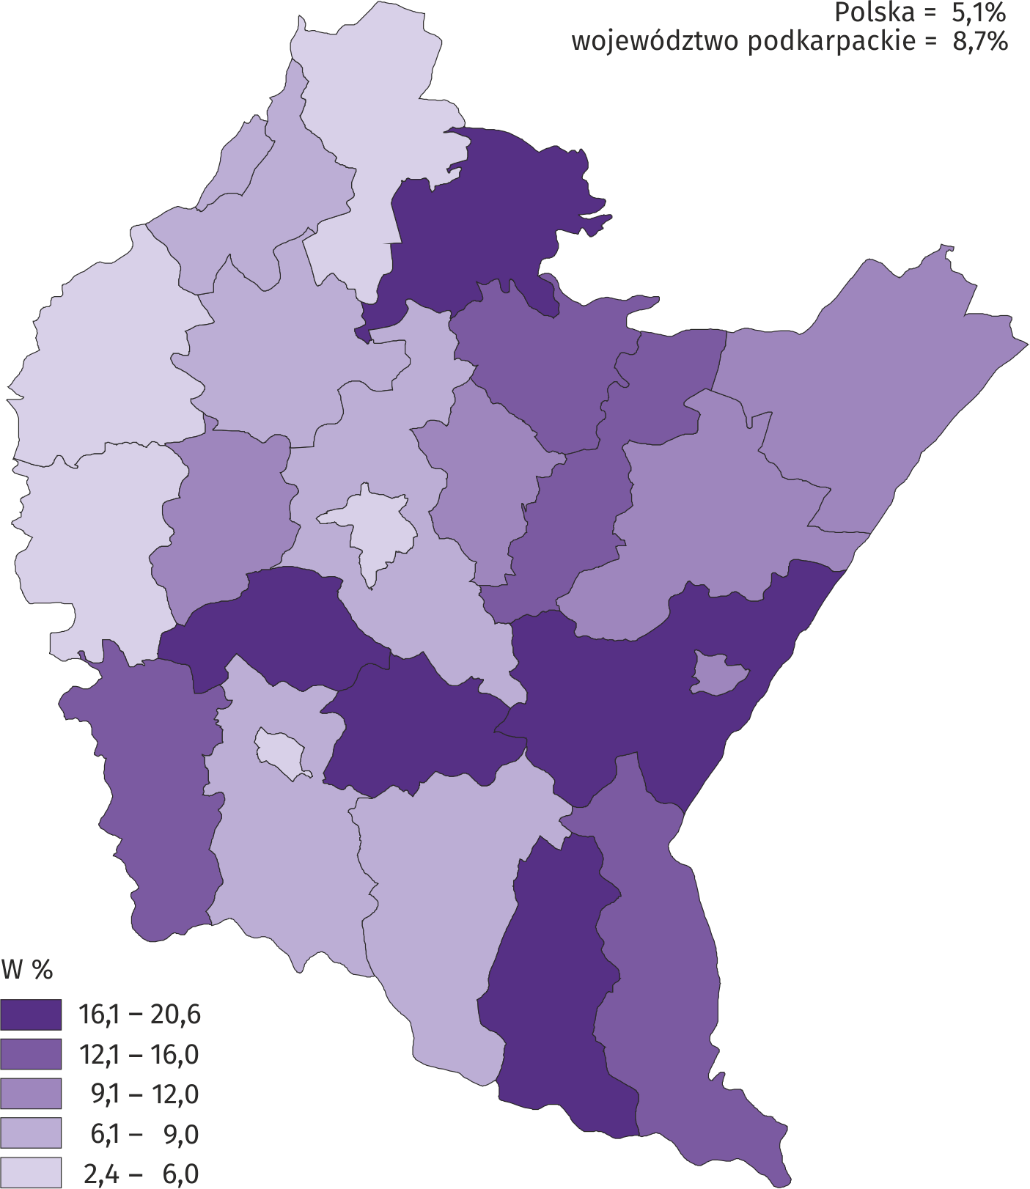 Polska = 5,1%
województwo podkarpackie = 8,7%
W %
16,1 – 20,6
12,1 – 16,0
9,1 – 12,0
6,1 – 9,0
2,4 – 6,0